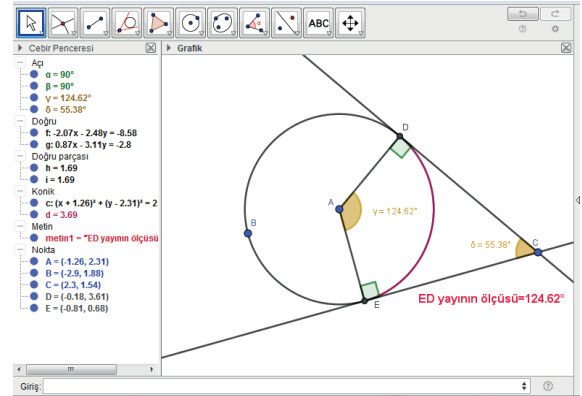 ABC
Cebir Penceresi
Grafik
Açı
α = 90°
β = 90°
γ = 124.62°
δ = 55.38°
Doğru
f: -2.07x - 2.48y = -8.58
g: 0.87x - 3.11y = -2.8
Doğru parçası
h = 1.69
i = 1.69
Konik
c: (x + 1.26)² + (y - 2.31)² = 2
d = 3.69
Metin
metin1 = "ED yayının ölçüsü
Nokta
A = (-1.26, 2.31)
B = (-2.9, 1.88)
C = (2.3, 1.54)
D = (-0.18, 3.61)
E = (-0.81, 0.68)
D
A
γ = 124.62°
B
δ = 55.38°
C
E
ED yayının ölçüsü=124.62°
Giriş: